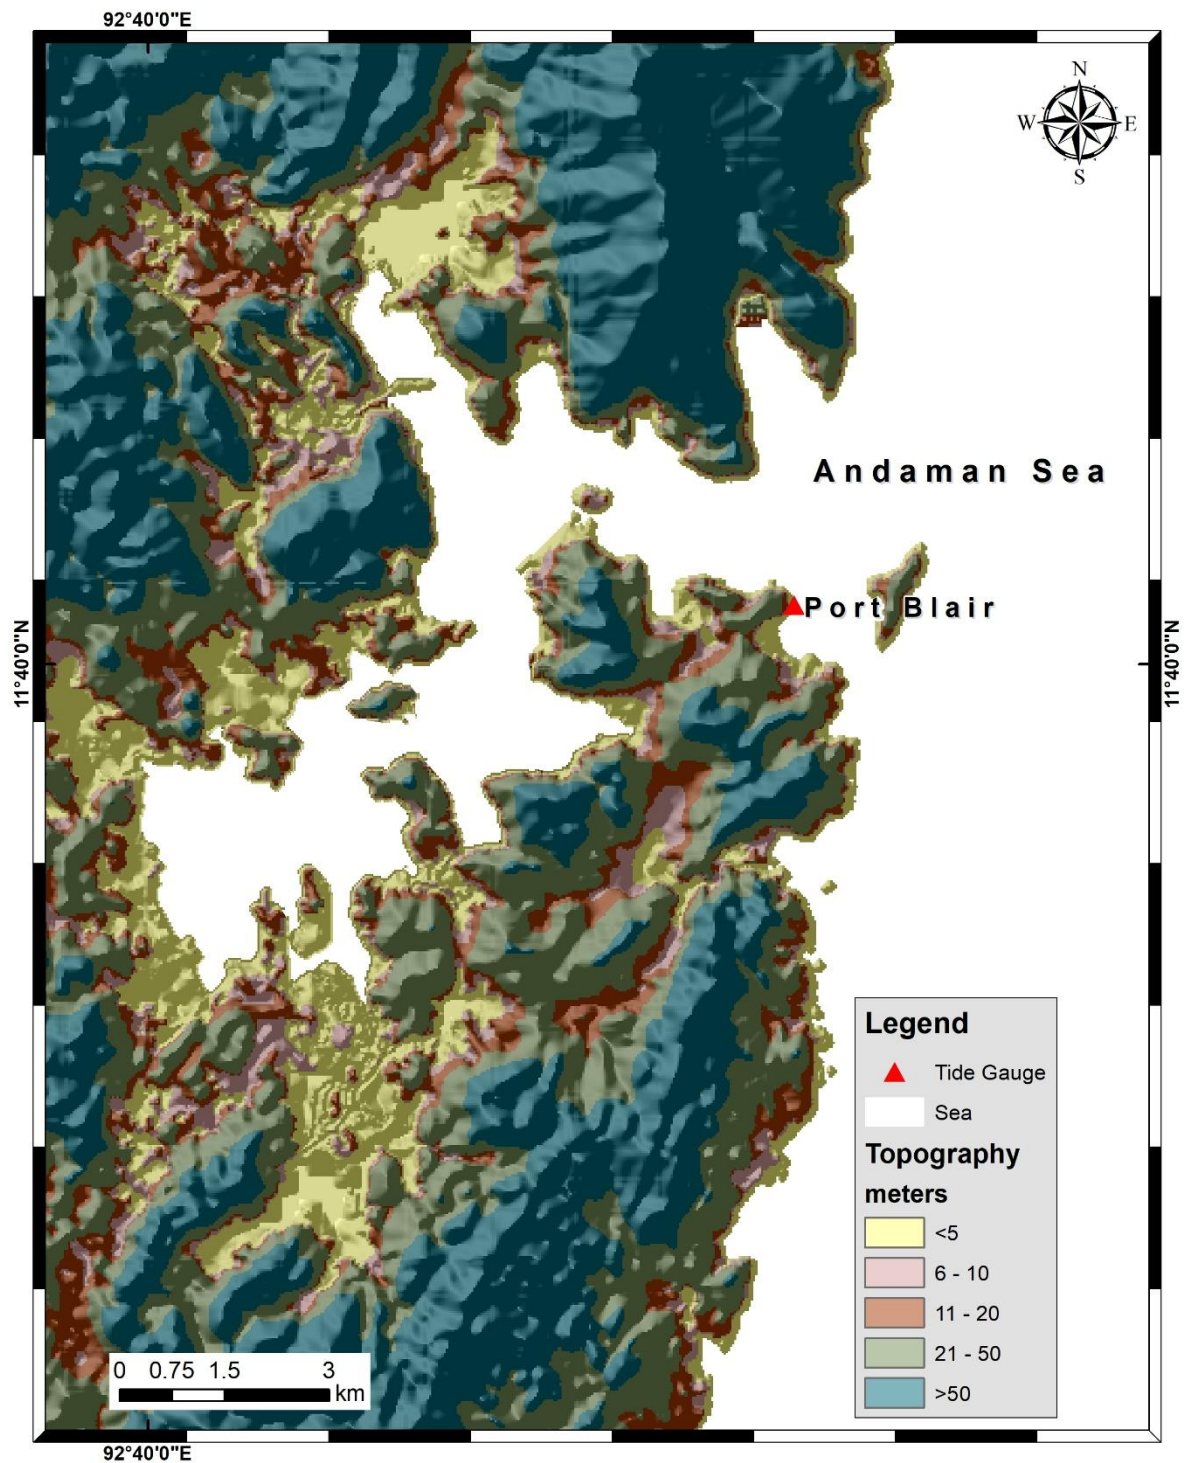 92°40'0"E
N
W E
S
Andaman Sea
Port Blair
11°40'0"N
11°40'0"N
Legend
Tide Gauge
Sea
Topography
meters
<5
6 - 10
11 - 20
21 - 50
>50
0 0.75 1.5 3
km
92°40'0"E